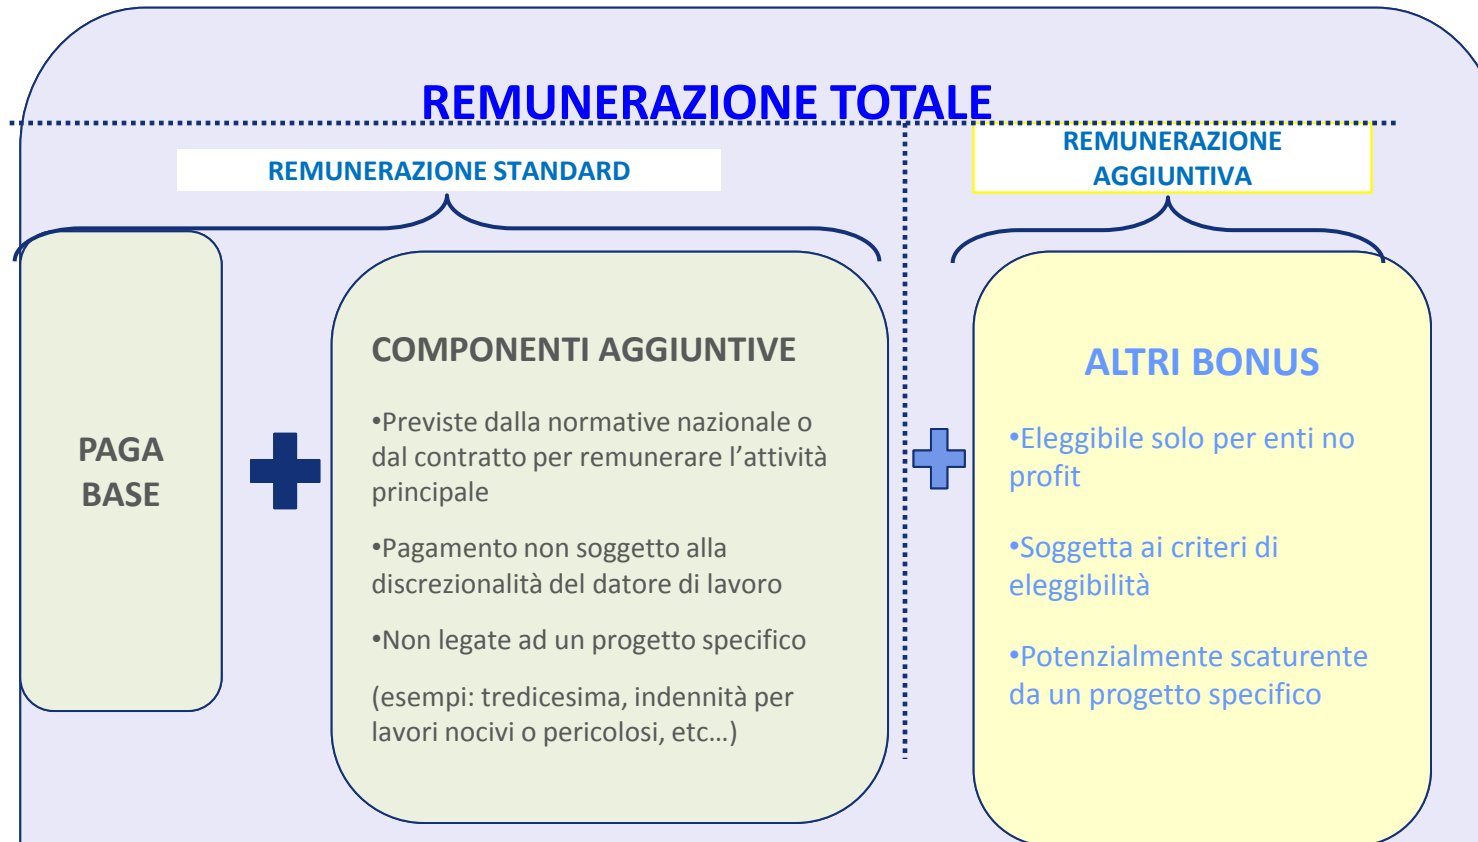 REMUNERAZIONE TOTALE
REMUNERAZIONE STANDARD
REMUNERAZIONE
AGGIUNTIVA
PAGA
BASE
COMPONENTI AGGIUNTIVE
•Previste dalla normative nazionale o
dal contratto per remunerare l’attività
principale
•Pagamento non soggetto alla
discrezionalità del datore di lavoro
•Non legate ad un progetto specifico
(esempi: tredicesima, indennità per
lavori nocivi o pericolosi, etc…)
ALTRI BONUS
•Eleggibile solo per enti no
profit
•Soggetta ai criteri di
eleggibilità
•Potenzialmente scaturente
da un progetto specifico